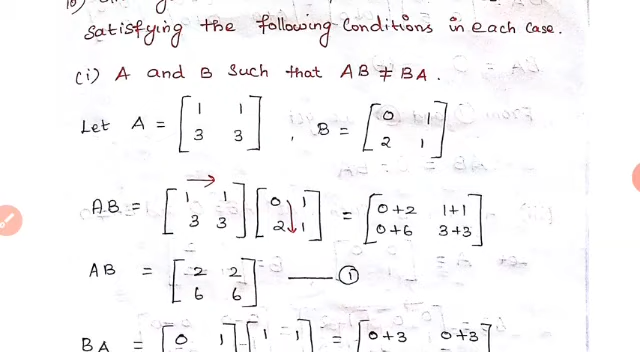 satisfying the following Conditions in each Case.
(i) A and B Such that AB ≠ BA.
Let A = [1 1; 3 3], B = [0 1; 2 1]
A.B = [1 1; 3 3] [0 1; 2 1] = [0+2 1+1; 0+6 3+3]
AB = [2 2; 6 6] —— ①
BA = [0 1 [1 1] = [0+3 0+3]